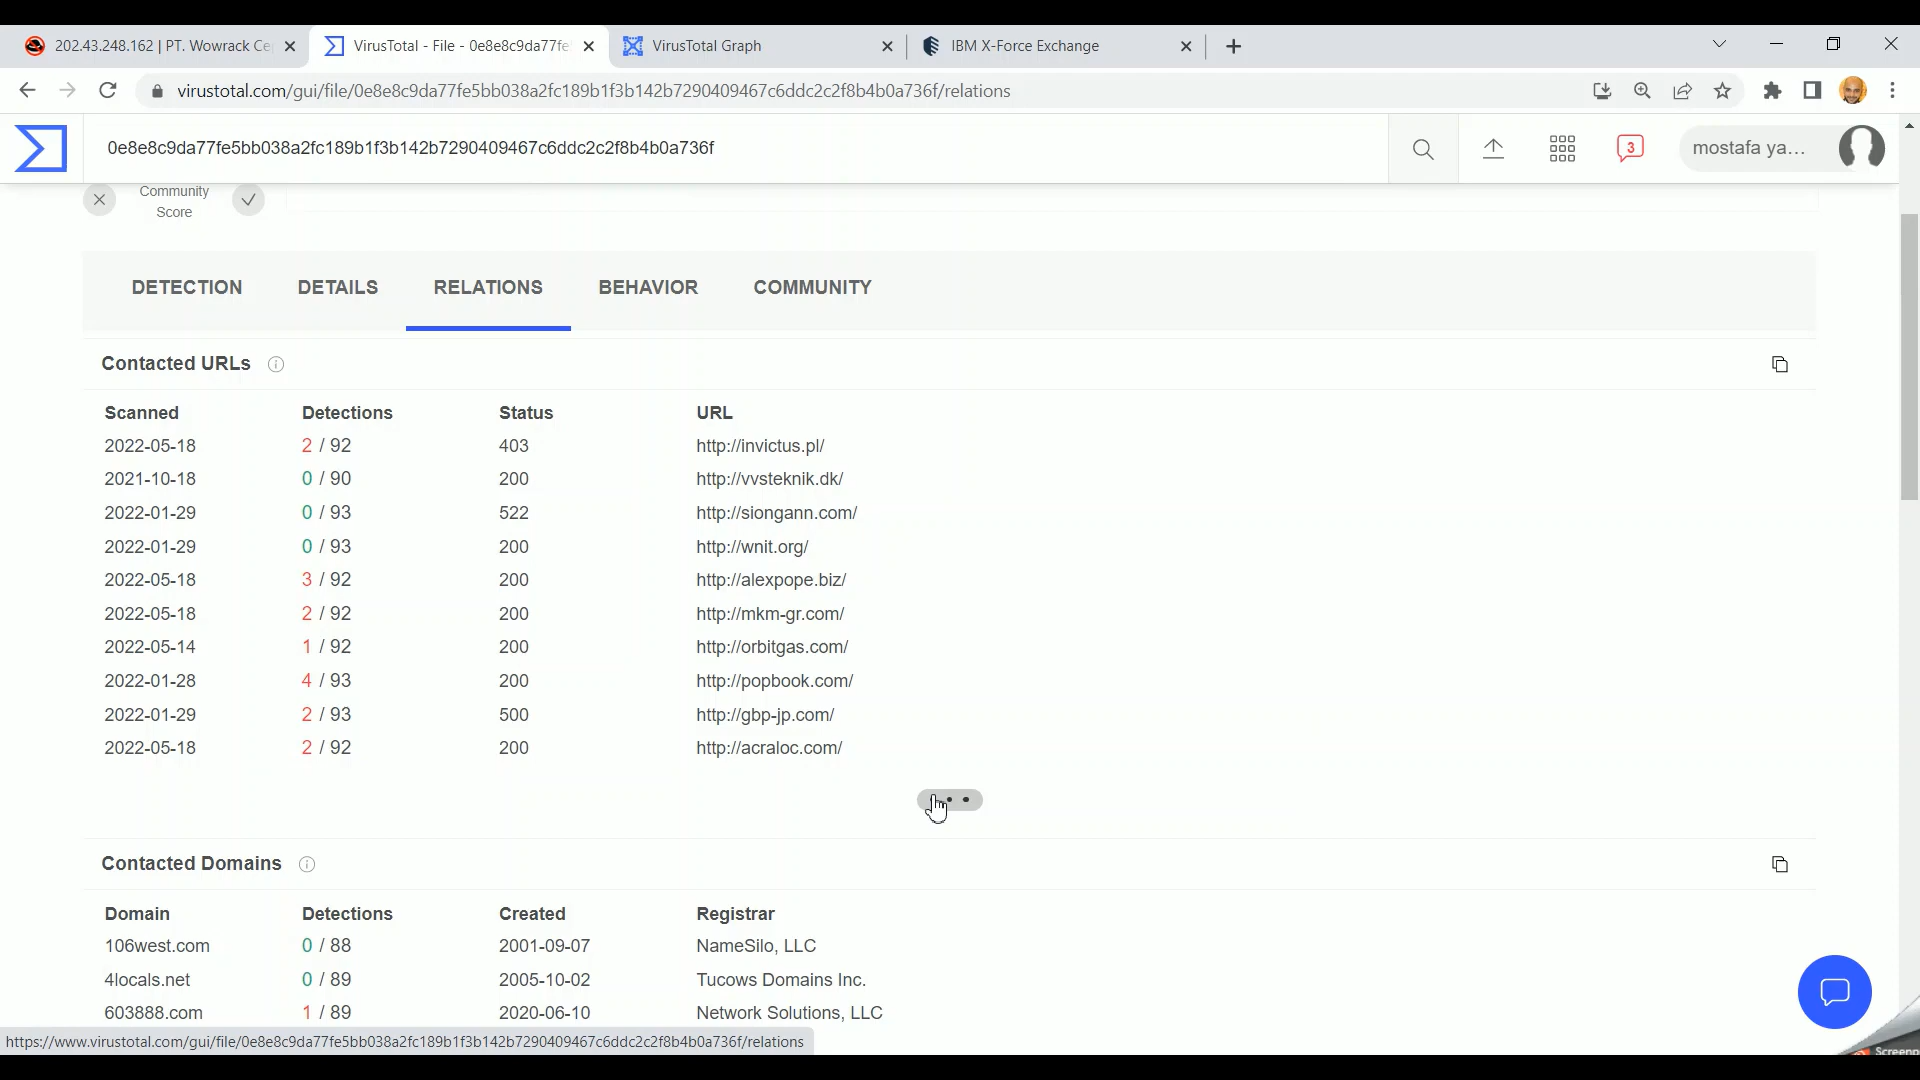 202.43.248.162 | PT. Wowrack Ce
VirusTotal - File - 0e8e8c9da77fe
VirusTotal Graph
IBM X-Force Exchange
virustotal.com/gui/file/0e8e8c9da77fe5bb038a2fc189b1f3b142b7290409467c6ddc2c2f8b4b0a736f/relations
0e8e8c9da77fe5bb038a2fc189b1f3b142b7290409467c6ddc2c2f8b4b0a736f
3
mostafa ya...
Community
Score
DETECTION DETAILS RELATIONS BEHAVIOR COMMUNITY
Contacted URLs
Scanned Detections Status URL
2022-05-18 2 / 92 403 http://invictus.pl/
2021-10-18 0 / 90 200 http://vvsteknik.dk/
2022-01-29 0 / 93 522 http://siongann.com/
2022-01-29 0 / 93 200 http://wnit.org/
2022-05-18 3 / 92 200 http://alexpope.biz/
2022-05-18 2 / 92 200 http://mkm-gr.com/
2022-05-14 1 / 92 200 http://orbitgas.com/
2022-01-28 4 / 93 200 http://popbook.com/
2022-01-29 2 / 93 500 http://gbp-jp.com/
2022-05-18 2 / 92 200 http://acraloc.com/
Contacted Domains
Domain Detections Created Registrar
106west.com 0 / 88 2001-09-07 NameSilo, LLC
4locals.net 0 / 89 2005-10-02 Tucows Domains Inc.
603888.com 1 / 89 2020-06-10 Network Solutions, LLC
https://www.virustotal.com/gui/file/0e8e8c9da77fe5bb038a2fc189b1f3b142b7290409467c6ddc2c2f8b4b0a736f/relations